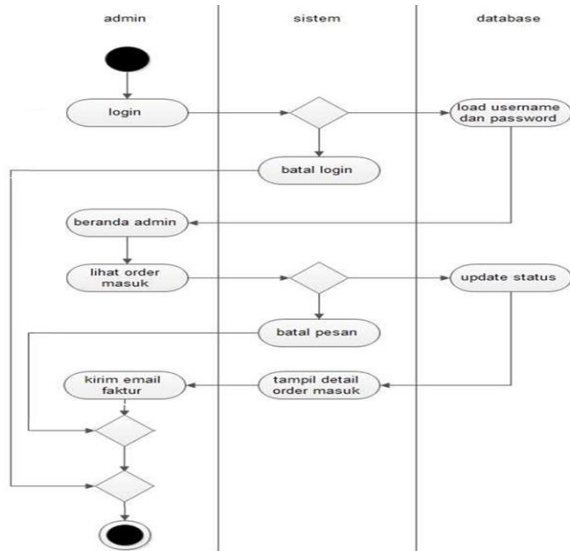 admin
sistem
database
login
load username
dan password
batal login
beranda admin
lihat order
masuk
update status
batal pesan
kirim email
faktur
tampil detail
order masuk